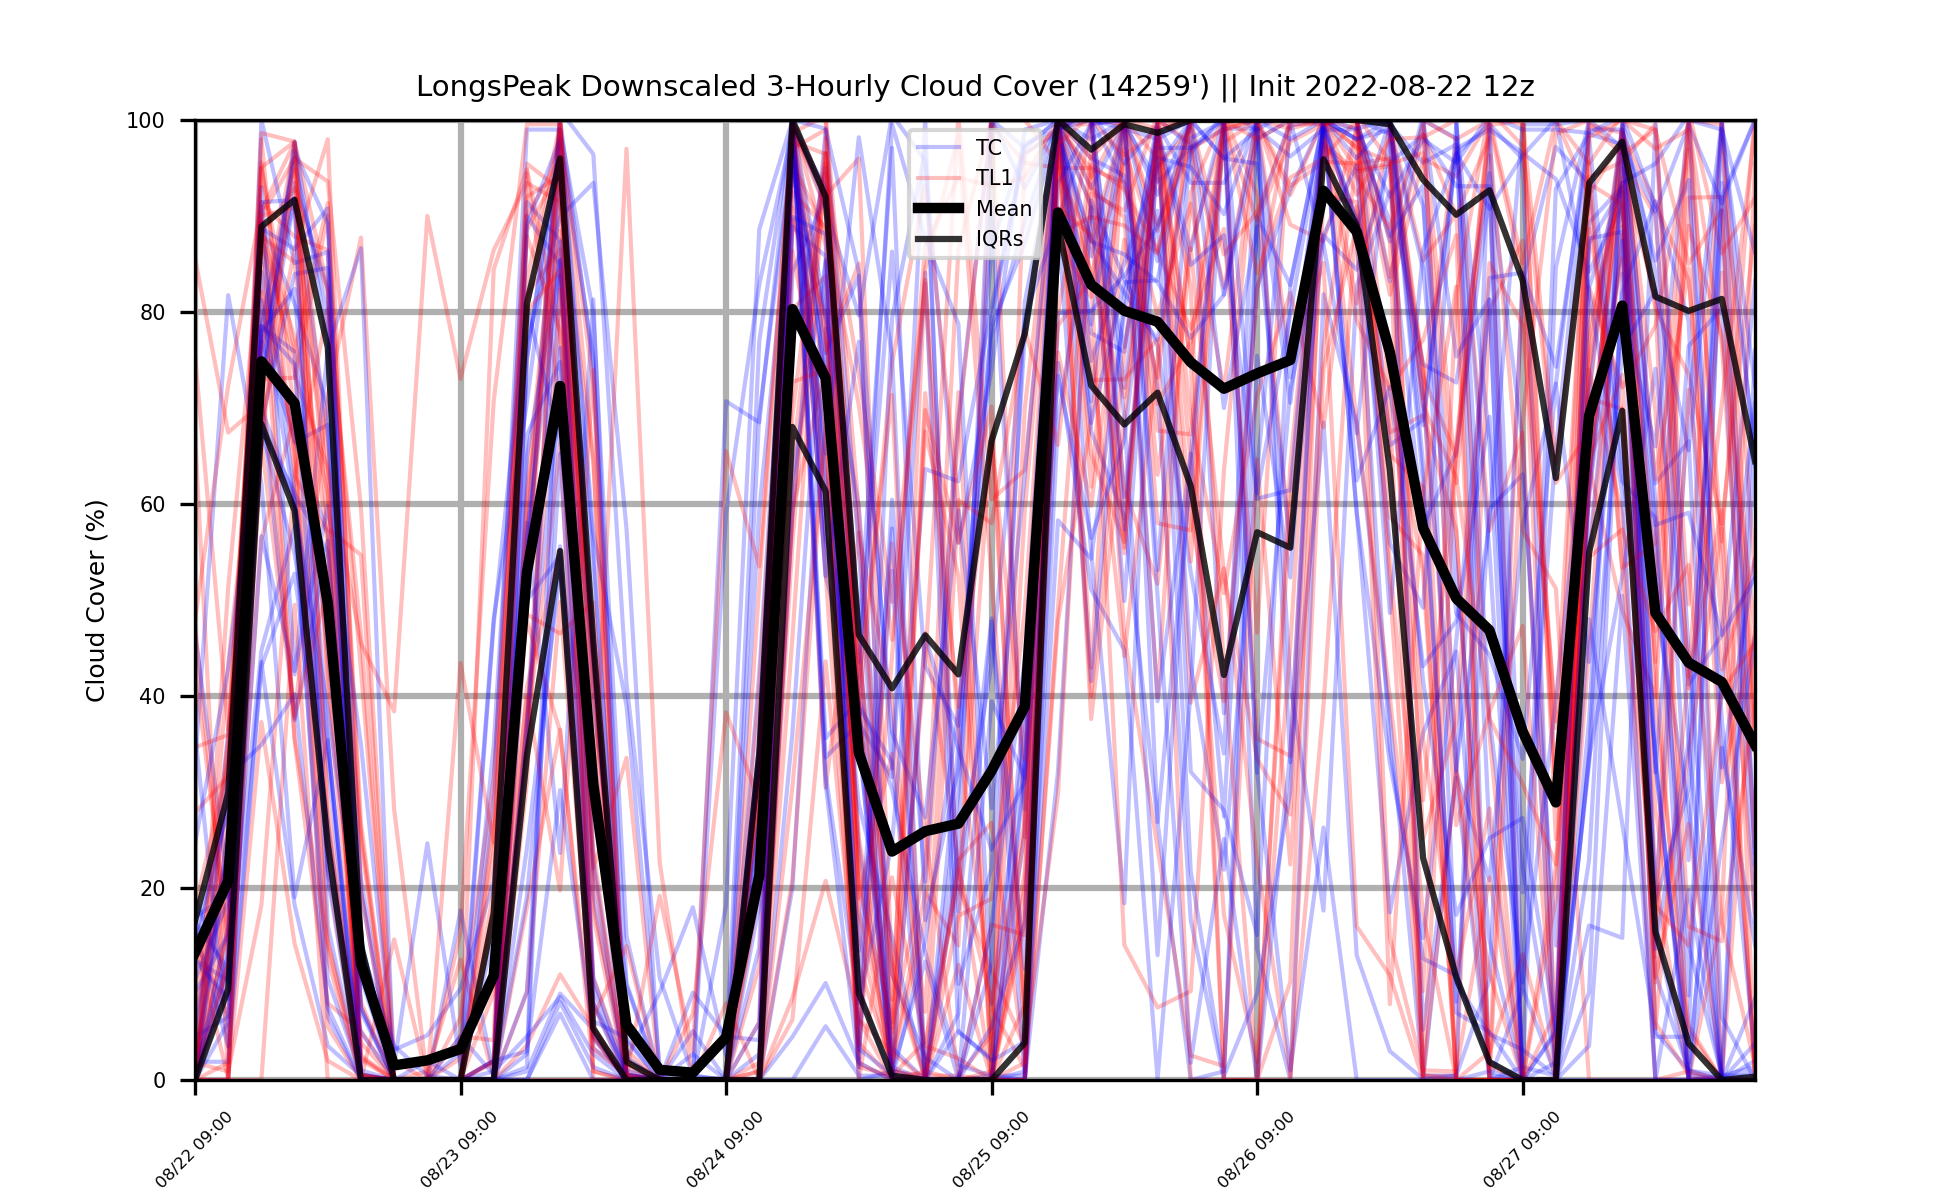 LongsPeak Downscaled 3-Hourly Cloud Cover (14259') || Init 2022-08-22 12z
100
80
60
40
20
0
Cloud Cover (%)
TC
TL1
Mean
IQRs
08/22 09:00
08/23 09:00
08/24 09:00
08/25 09:00
08/26 09:00
08/27 09:00